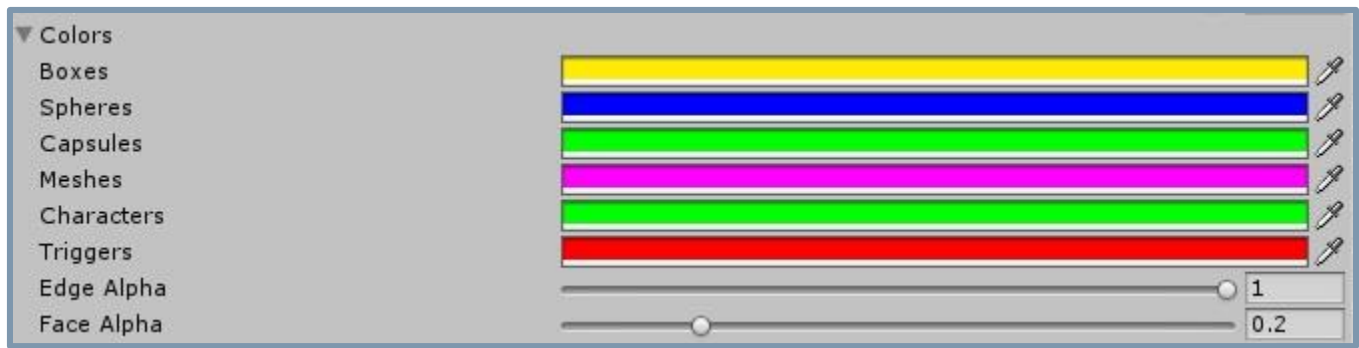 Colors
Boxes
Spheres
Capsules
Meshes
Characters
Triggers
Edge Alpha 1
Face Alpha 0.2